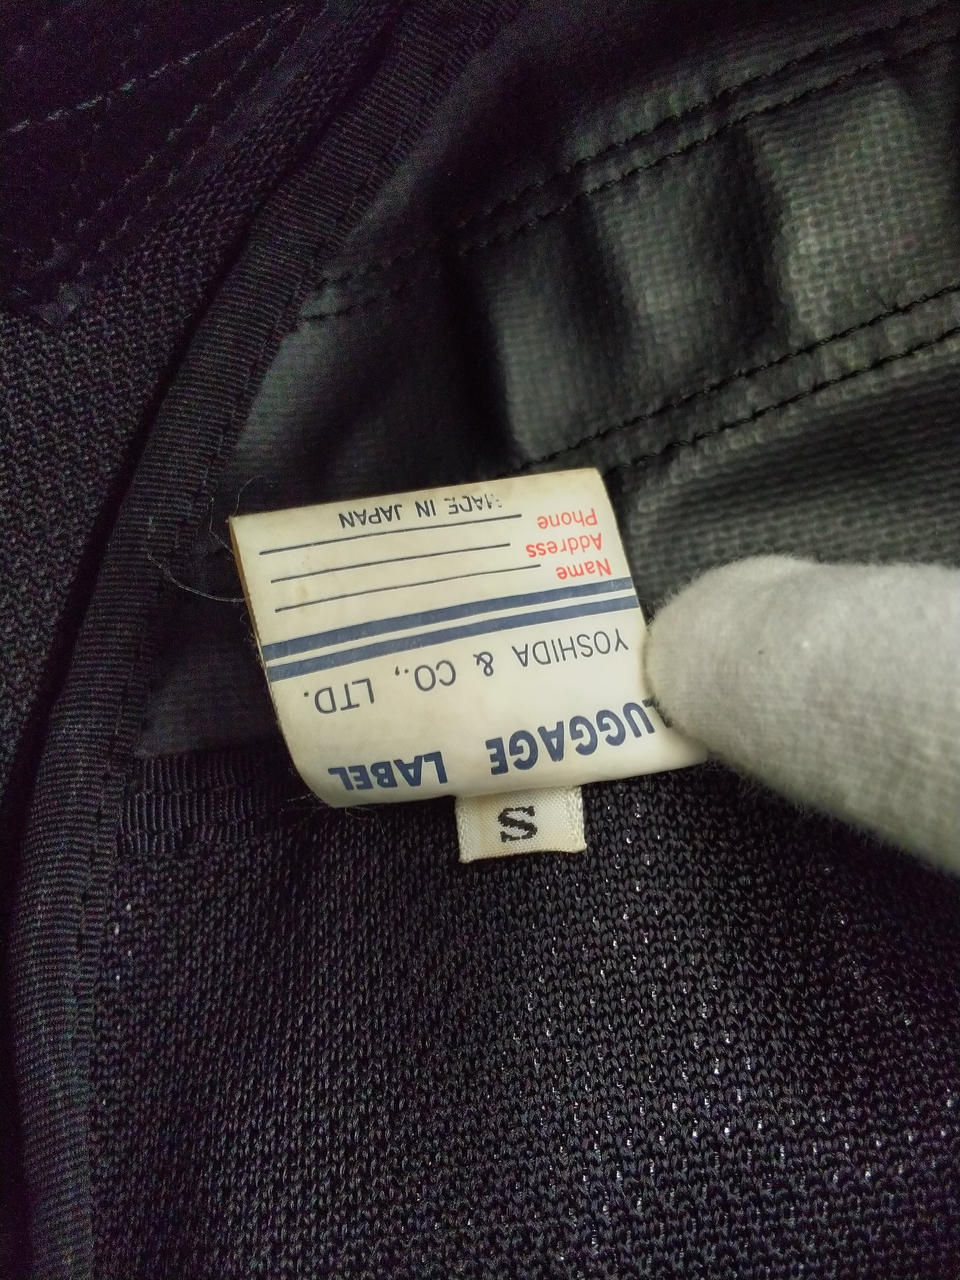 LUGGAGE LABEL
YOSHIDA & CO., LTD.
Name
Address
Phone
MADE IN JAPAN
S